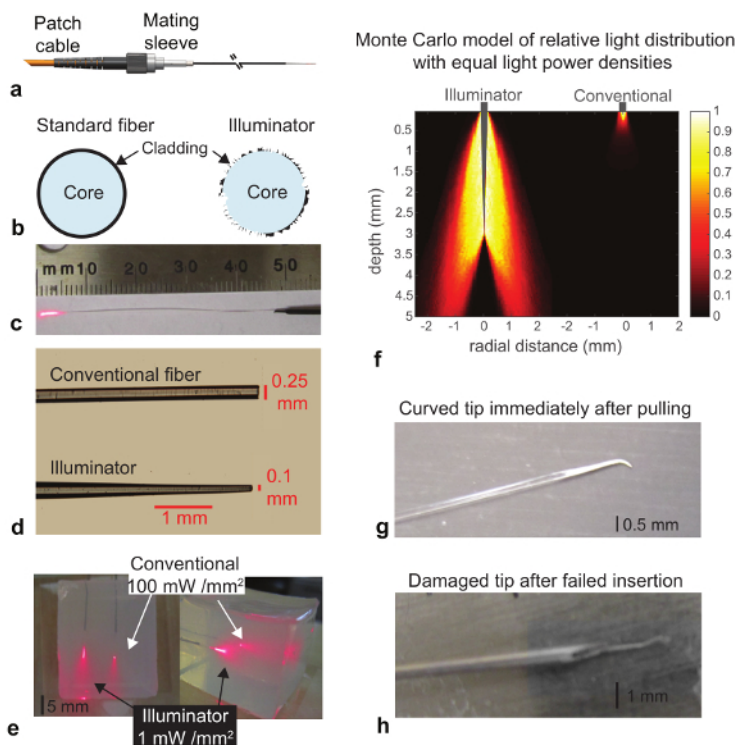 Patch
cable
Mating
sleeve
a
Standard fiber
Illuminator
Cladding
Core
Core
b
mm10 20 30 40 50
c
Conventional fiber
0.25
mm
Illuminator
0.1
mm
1 mm
d
Conventional
100 mW /mm²
5 mm
Illuminator
1 mW /mm²
e
Monte Carlo model of relative light distribution
with equal light power densities
Illuminator
Conventional
0.5
1
1.5
2
2.5
3
3.5
4
4.5
5
depth (mm)
-2 -1 0 1 2 -1 0 1 2
radial distance (mm)
1
0.9
0.8
0.7
0.6
0.5
0.4
0.3
0.2
0.1
0
f
Curved tip immediately after pulling
0.5 mm
g
Damaged tip after failed insertion
1 mm
h